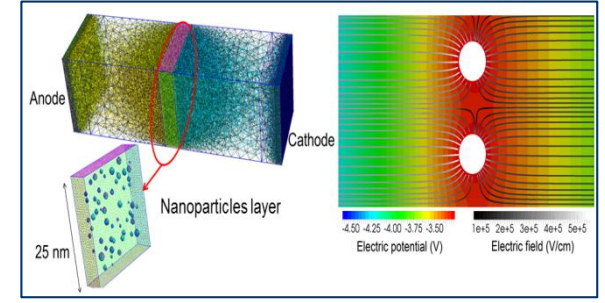 Anode
Cathode
Nanoparticles layer
25 nm
-4.50 -4.25 -4.00 -3.75 -3.50
Electric potential (V)
1e+5 2e+5 3e+5 4e+5 5e+5
Electric field (V/cm)